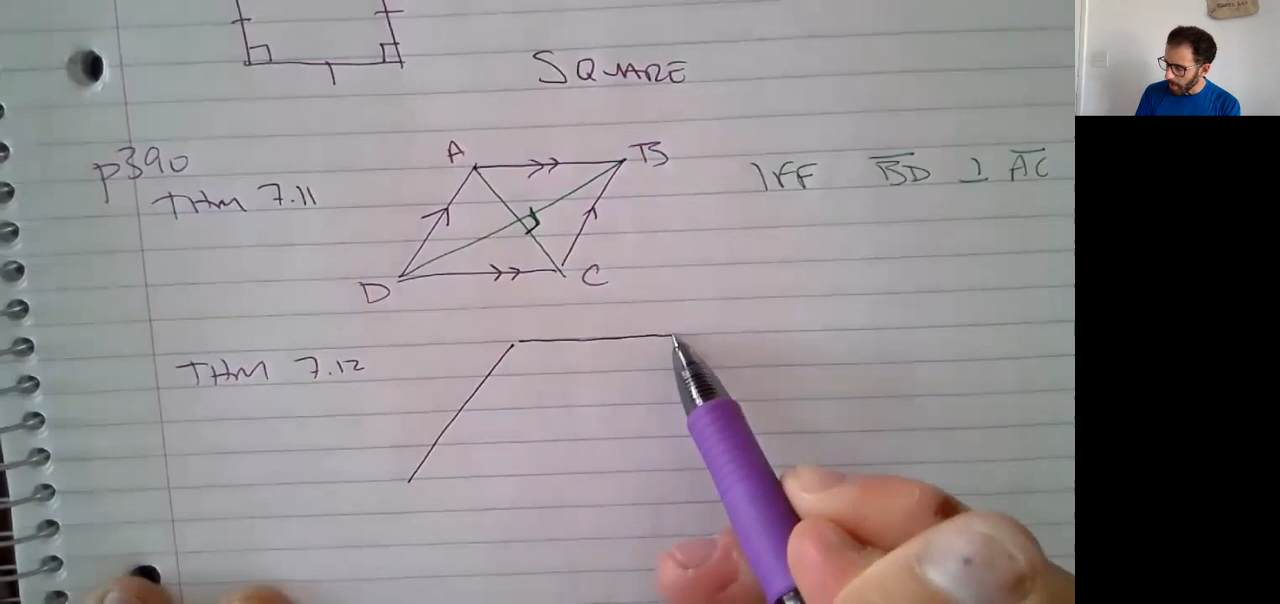 SQUARE
p390
THM 7.11
A
B
IFF BD ⊥ AC
D
C
THM 7.12